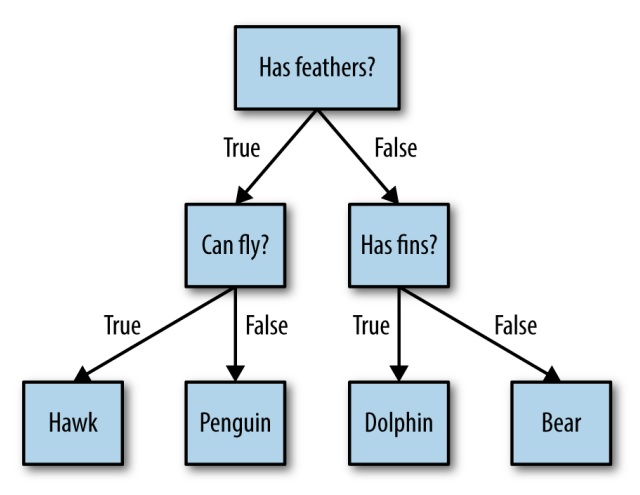 Has feathers?
True
False
Can fly?
Has fins?
True
False
True
False
Hawk
Penguin
Dolphin
Bear